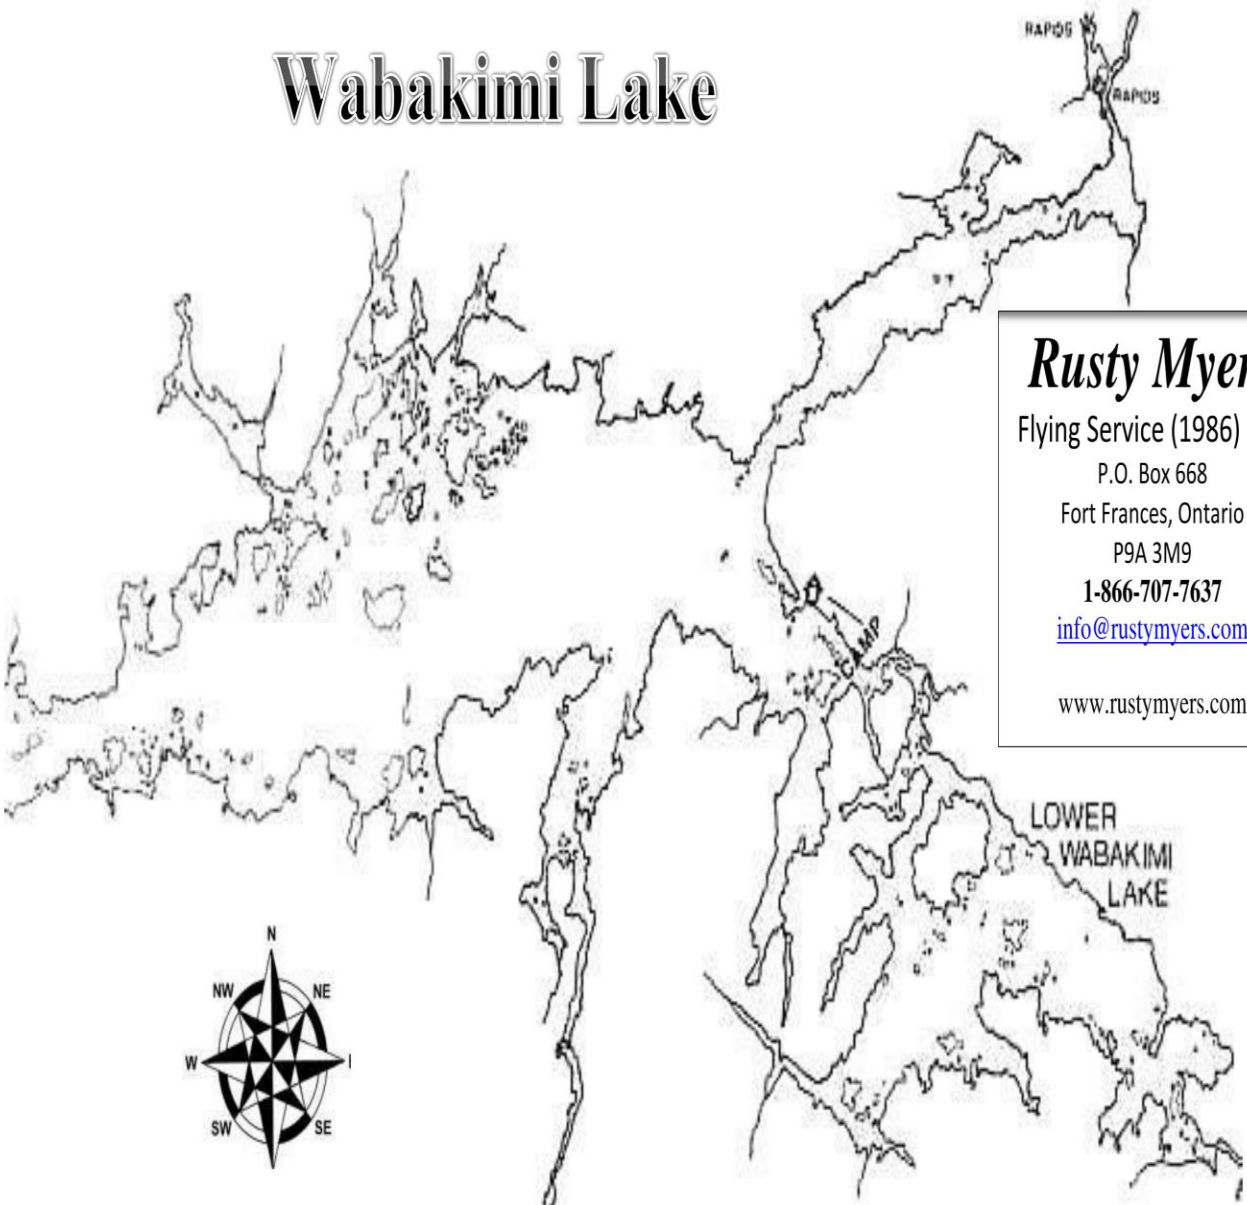 Wabakimi Lake
RAPIDS
RAPIDS
Rusty Myer
Flying Service (1986)
P.O. Box 668
Fort Frances, Ontario
P9A 3M9
1-866-707-7637
info@rustymyers.com
www.rustymyers.com
CAMP
LOWER
WABAKIMI
LAKE
N
NW
NE
W
SW
SE